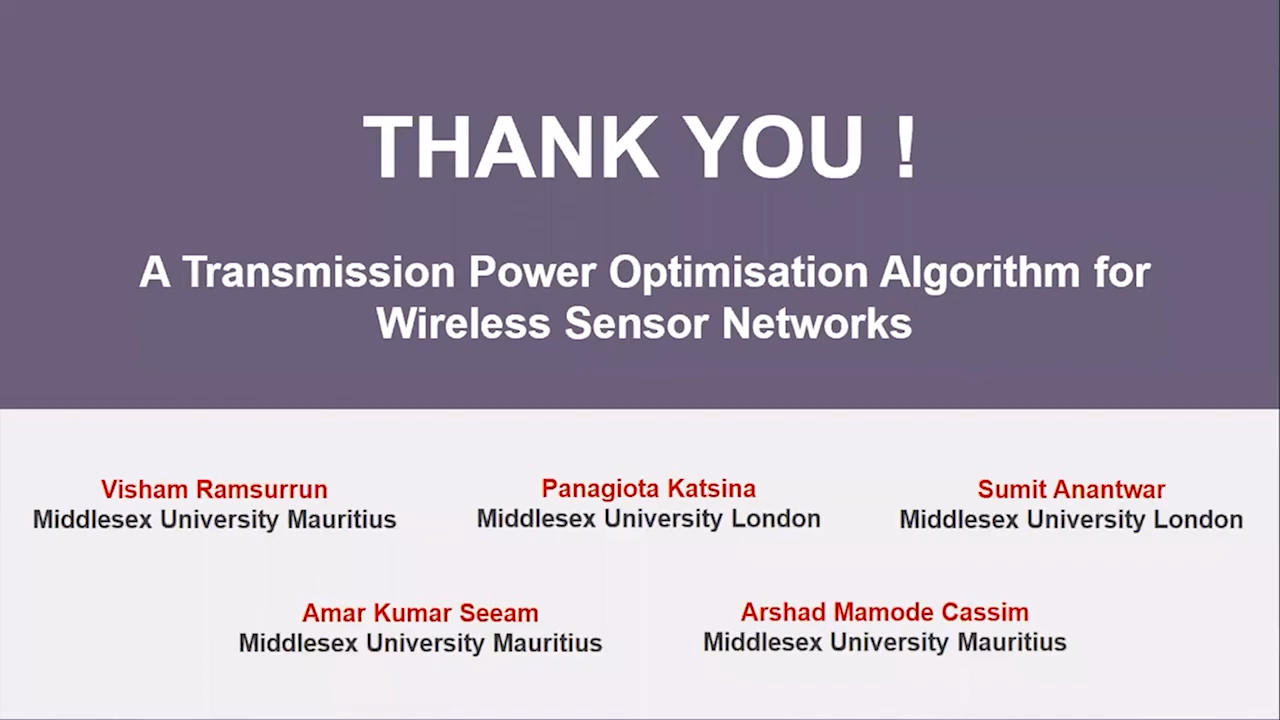 THANK YOU !
A Transmission Power Optimisation Algorithm for
Wireless Sensor Networks
Visham Ramsurrun
Middlesex University Mauritius
Panagiota Katsina
Middlesex University London
Sumit Anantwar
Middlesex University London
Amar Kumar Seeam
Middlesex University Mauritius
Arshad Mamode Cassim
Middlesex University Mauritius